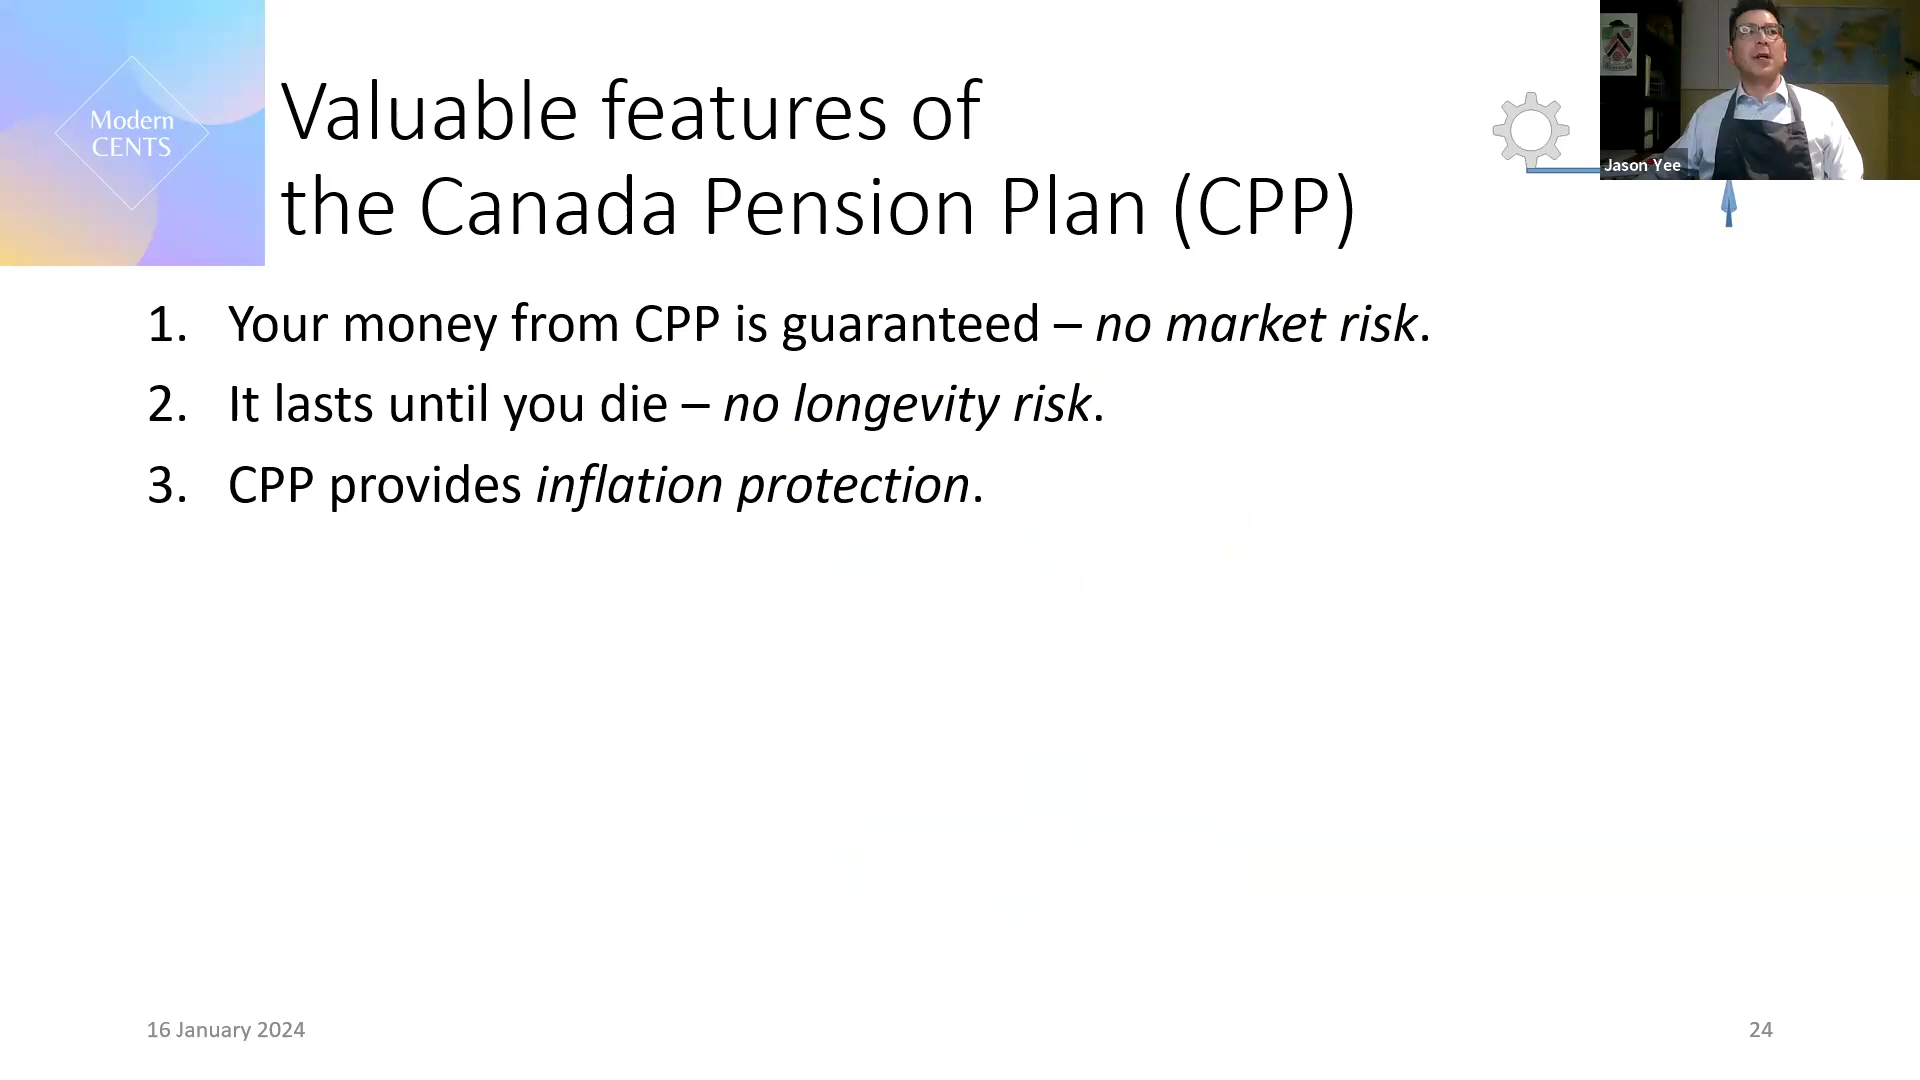 Modern
CENTS
Valuable features of
the Canada Pension Plan (CPP)
Jason Yee
1. Your money from CPP is guaranteed – no market risk.
2. It lasts until you die – no longevity risk.
3. CPP provides inflation protection.
16 January 2024
24